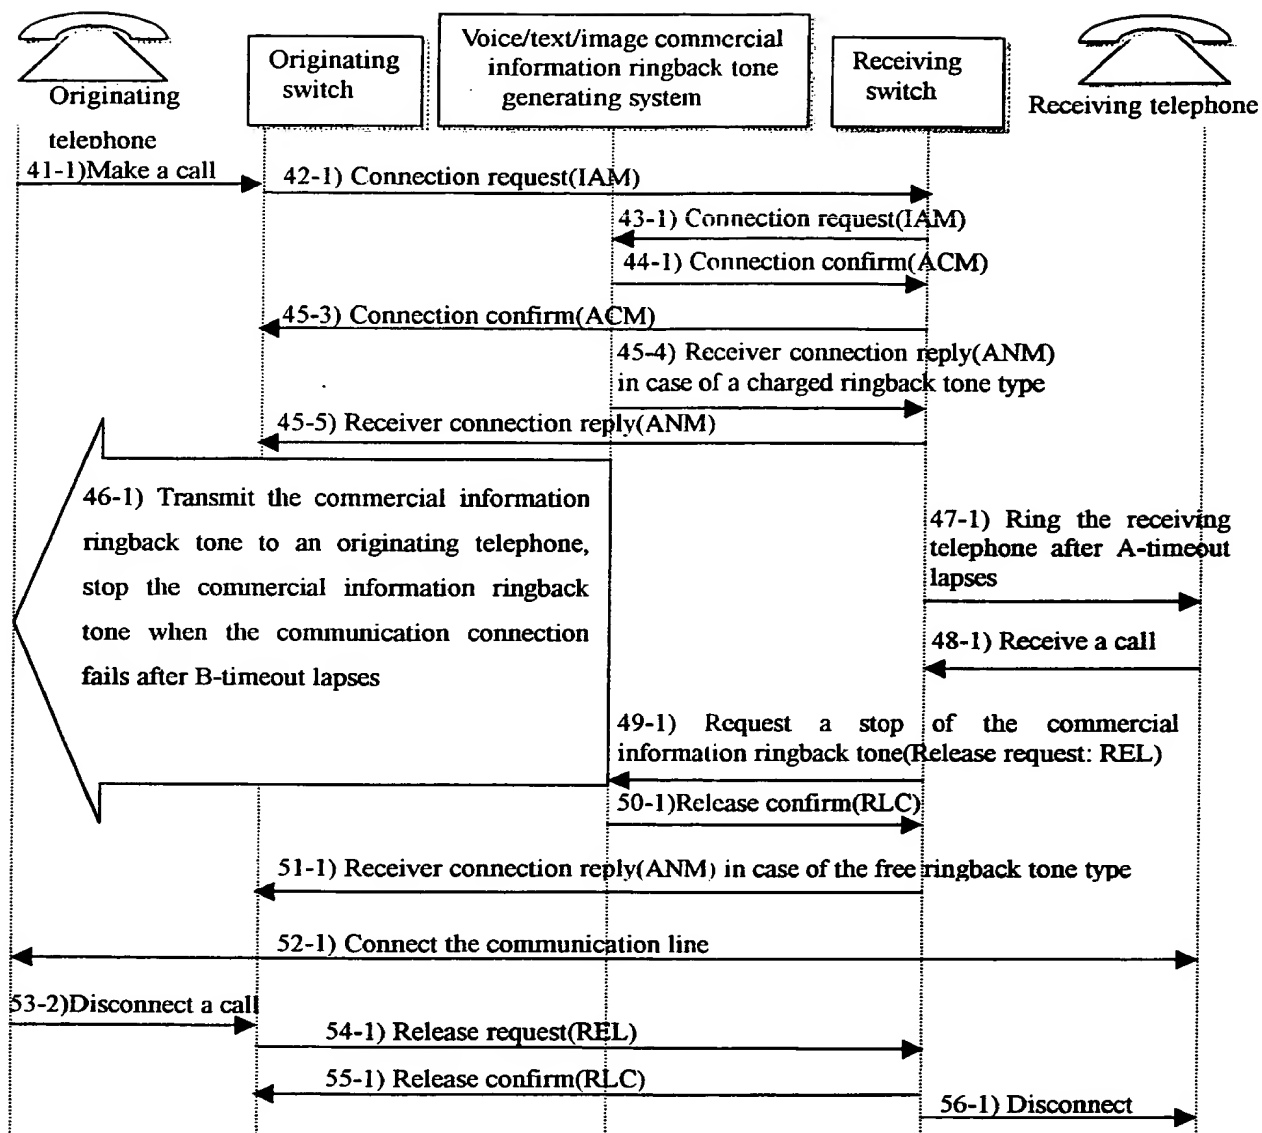 Originating
telephone
Originating
switch
Voice/text/image commercial
information ringback tone
generating system
Receiving
switch
Receiving telephone
41-1)Make a call
42-1) Connection request(IAM)
43-1) Connection request(IAM)
44-1) Connection confirm(ACM)
45-3) Connection confirm(ACM)
45-4) Receiver connection reply(ANM)
in case of a charged ringback tone type
45-5) Receiver connection reply(ANM)
46-1) Transmit the commercial information
ringback tone to an originating telephone,
stop the commercial information ringback
tone when the communication connection
fails after B-timeout lapses
47-1) Ring the receiving
telephone after A-timeout
lapses
48-1) Receive a call
49-1) Request a stop of the commercial
information ringback tone(Release request: REL)
50-1)Release confirm(RLC)
51-1) Receiver connection reply(ANM) in case of the free ringback tone type
52-1) Connect the communication line
53-2)Disconnect a call
54-1) Release request(REL)
55-1) Release confirm(RLC)
56-1) Disconnect